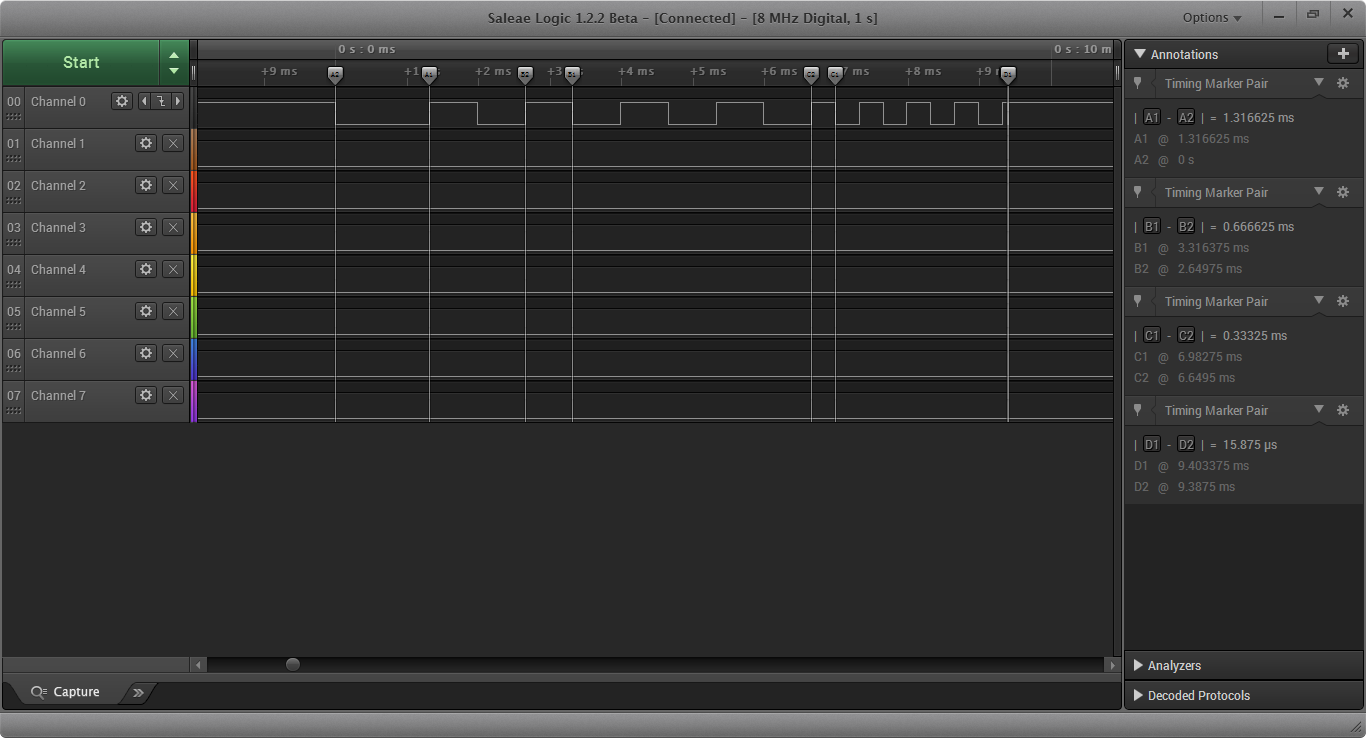 Saleae Logic 1.2.2 Beta - [Connected] - [8 MHz Digital, 1 s]
Options
Start
0 s : 0 ms
0 s : 10 m
+9 ms
+1
s
+2 ms
+3
s
+4 ms
+5 ms
+6 ms
7 ms
+8 ms
+9
A2
A1
B2
B1
C2
C1
D1
00 Channel 0
01 Channel 1
02 Channel 2
03 Channel 3
04 Channel 4
05 Channel 5
06 Channel 6
07 Channel 7
Capture
Annotations
Timing Marker Pair
| A1 - A2 | = 1.316625 ms
A1 @ 1.316625 ms
A2 @ 0 s
Timing Marker Pair
| B1 - B2 | = 0.666625 ms
B1 @ 3.316375 ms
B2 @ 2.64975 ms
Timing Marker Pair
| C1 - C2 | = 0.33325 ms
C1 @ 6.98275 ms
C2 @ 6.6495 ms
Timing Marker Pair
| D1 - D2 | = 15.875 µs
D1 @ 9.403375 ms
D2 @ 9.3875 ms
Analyzers
Decoded Protocols